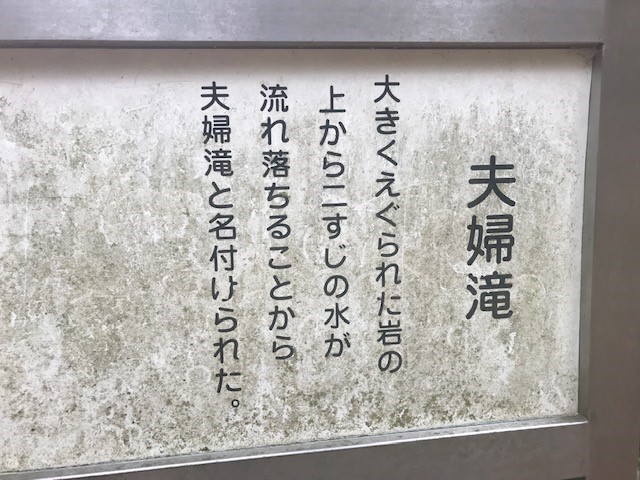 夫婦滝
大きくえぐられた岩の
上から二すじの水が
流れ落ちることから
夫婦滝と名付けられた。